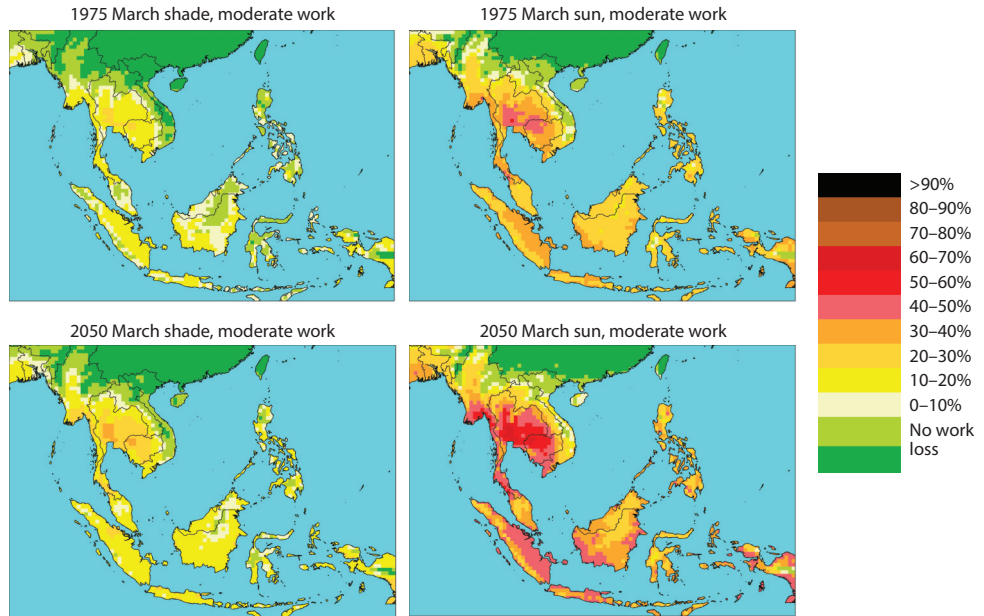 1975 March shade, moderate work
1975 March sun, moderate work
2050 March shade, moderate work
2050 March sun, moderate work
>90%
80–90%
70–80%
60–70%
50–60%
40–50%
30–40%
20–30%
10–20%
0–10%
No work
loss